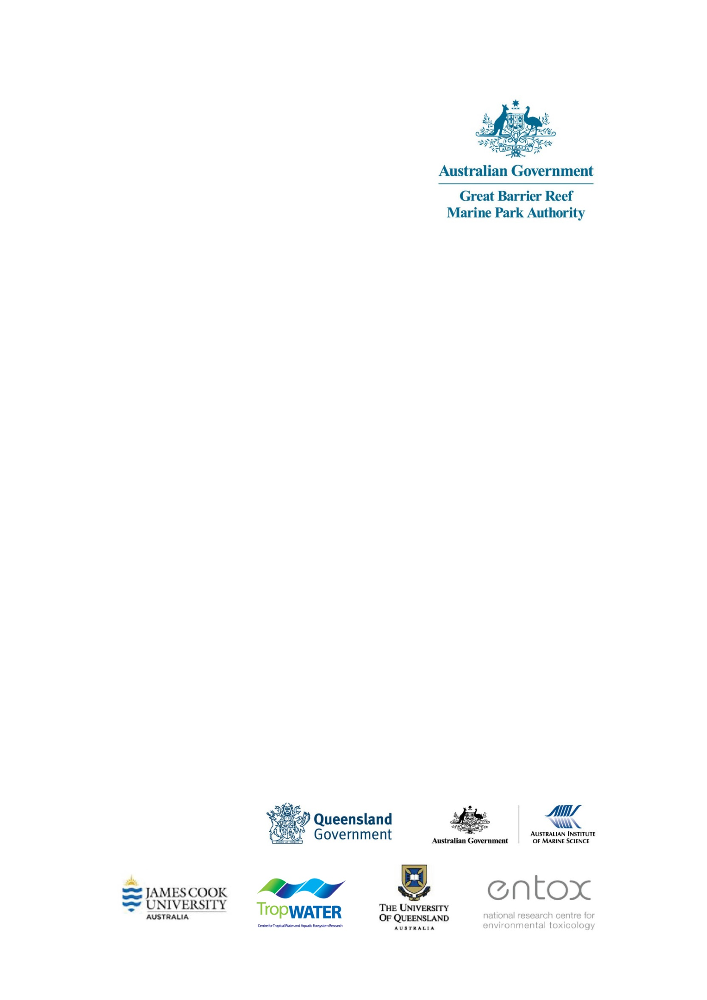 AUSTRALIA
Australian Government
Great Barrier Reef
Marine Park Authority
Queensland
Government
Australian Government
AIMS
AUSTRALIAN INSTITUTE
OF MARINE SCIENCE
JAMES COOK
UNIVERSITY
AUSTRALIA
TropWATER
Centre for Tropical Water and Aquatic Ecosystem Research
THE UNIVERSITY
OF QUEENSLAND
AUSTRALIA
entox
national research centre for
environmental toxicology